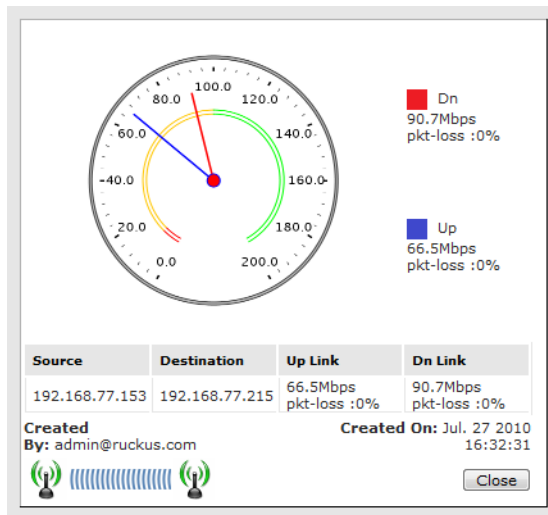 100.0
80.0
120.0
60.0
140.0
40.0
160.0
20.0
180.0
0.0
200.0
Dn
90.7Mbps
pkt-loss :0%
Up
66.5Mbps
pkt-loss :0%
Source Destination Up Link Dn Link
192.168.77.153 192.168.77.215 66.5Mbps 90.7Mbps
pkt-loss :0% pkt-loss :0%
Created Created On: Jul. 27 2010
By: admin@ruckus.com 16:32:31
Close